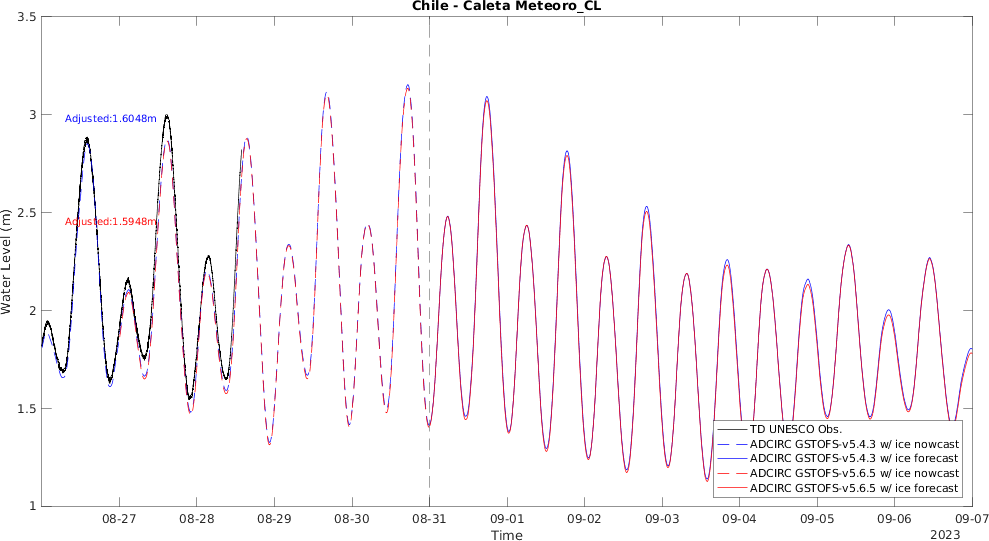 Chile - Caleta Meteoro_CL
3.5
3
2.5
2
1.5
1
Water Level (m)
Adjusted:1.6048m
Adjusted:1.5948m
TD UNESCO Obs.
ADCIRC GSTOFS-v5.4.3 w/ ice nowcast
ADCIRC GSTOFS-v5.4.3 w/ ice forecast
ADCIRC GSTOFS-v5.6.5 w/ ice nowcast
ADCIRC GSTOFS-v5.6.5 w/ ice forecast
08-27 08-28 08-29 08-30 08-31 09-01 09-02 09-03 09-04 09-05 09-06 09-07
Time
2023